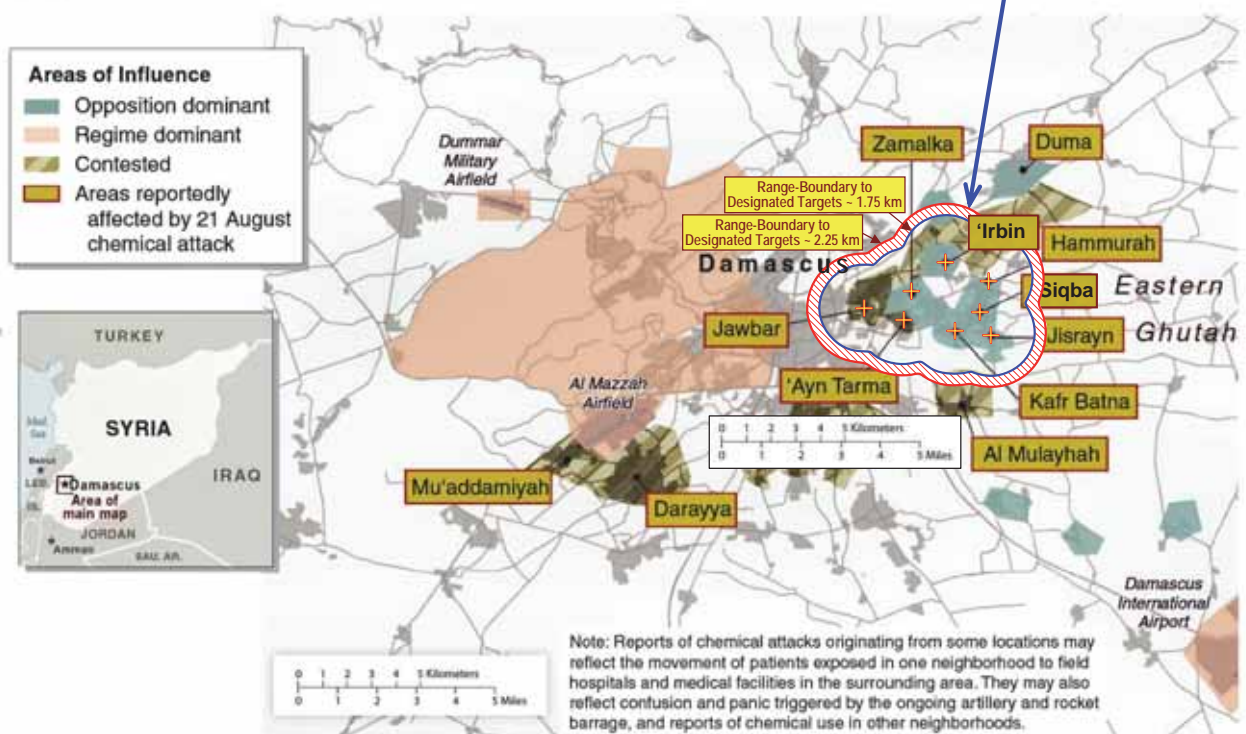 Areas of Influence
Opposition dominant
Regime dominant
Contested
Areas reportedly
affected by 21 August
chemical attack
Dummar
Military
Airfield
Zamalka
Duma
Range-Boundary to
Designated Targets ~ 1.75 km
Range-Boundary to
Designated Targets ~ 2.25 km
'Irbin
Hammurah
Damascus
Siqba
Eastern
Ghutah
Jawbar
Jisrayn
'Ayn Tarma
Kafr Batna
Al Mazzah
Airfield
0 1 2 3 4 5 Kilometers
0 1 2 3 4 5 Miles
Al Mulayhah
Mu'addamiyah
Darayya
TURKEY
SYRIA
Med.
Sea
Beirut
LEB.
IRAQ
Damascus
Area of
main map
IS.
JORDAN
Amman
SAU. AR.
Damascus
International
Airport
0 1 2 3 4 5 Kilometers
0 1 2 3 4 5 Miles
Note: Reports of chemical attacks originating from some locations may
reflect the movement of patients exposed in one neighborhood to field
hospitals and medical facilities in the surrounding area. They may also
reflect confusion and panic triggered by the ongoing artillery and rocket
barrage, and reports of chemical use in other neighborhoods.